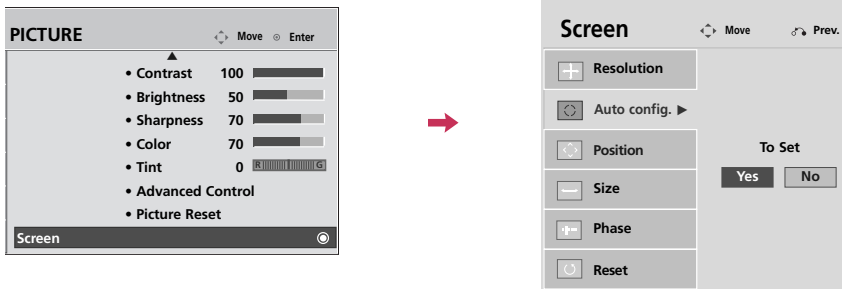 PICTURE Move Enter
• Contrast 100
• Brightness 50
• Sharpness 70
• Color 70
• Tint 0 R G
• Advanced Control
• Picture Reset
Screen
Screen Move Prev.
Resolution
Auto config. ►
Position
Size
Phase
Reset
To Set
Yes No